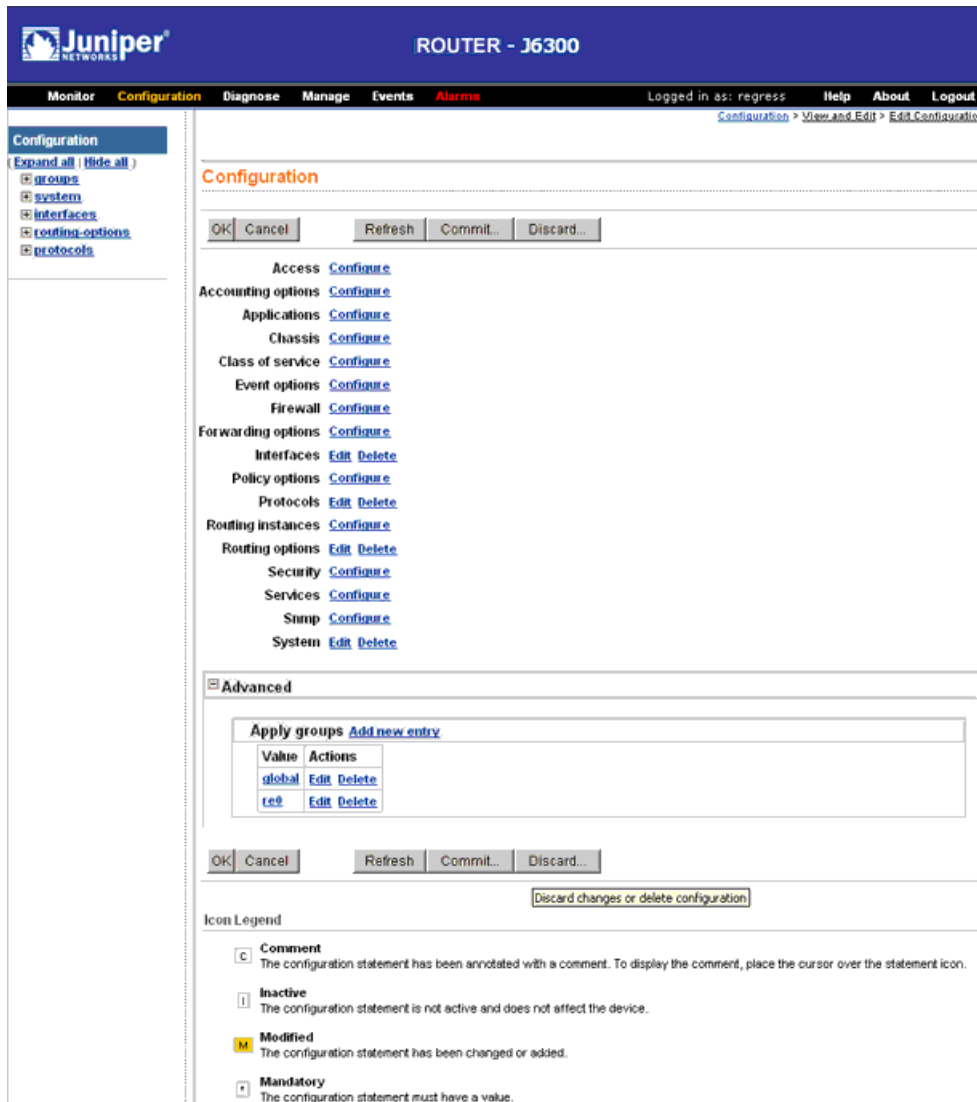 Juniper®
NETWORKS
ROUTER - J6300
Monitor Configuration Diagnose Manage Events Alarms Logged in as: regress Help About Logout
Configuration > View and Edit > Edit Configuratio
Configuration
( Expand all | Hide all )
groups
system
interfaces
routing-options
protocols
Configuration
OK Cancel Refresh Commit... Discard...
Access Configure
Accounting options Configure
Applications Configure
Chassis Configure
Class of service Configure
Event options Configure
Firewall Configure
Forwarding options Configure
Interfaces Edit Delete
Policy options Configure
Protocols Edit Delete
Routing instances Configure
Routing options Edit Delete
Security Configure
Services Configure
Snmp Configure
System Edit Delete
Advanced
Apply groups Add new entry
Value Actions
global Edit Delete
re0 Edit Delete
OK Cancel Refresh Commit... Discard...
Discard changes or delete configuration
Icon Legend
C Comment
The configuration statement has been annotated with a comment. To display the comment, place the cursor over the statement icon.
I Inactive
The configuration statement is not active and does not affect the device.
M Modified
The configuration statement has been changed or added.
* Mandatory
The configuration statement must have a value.